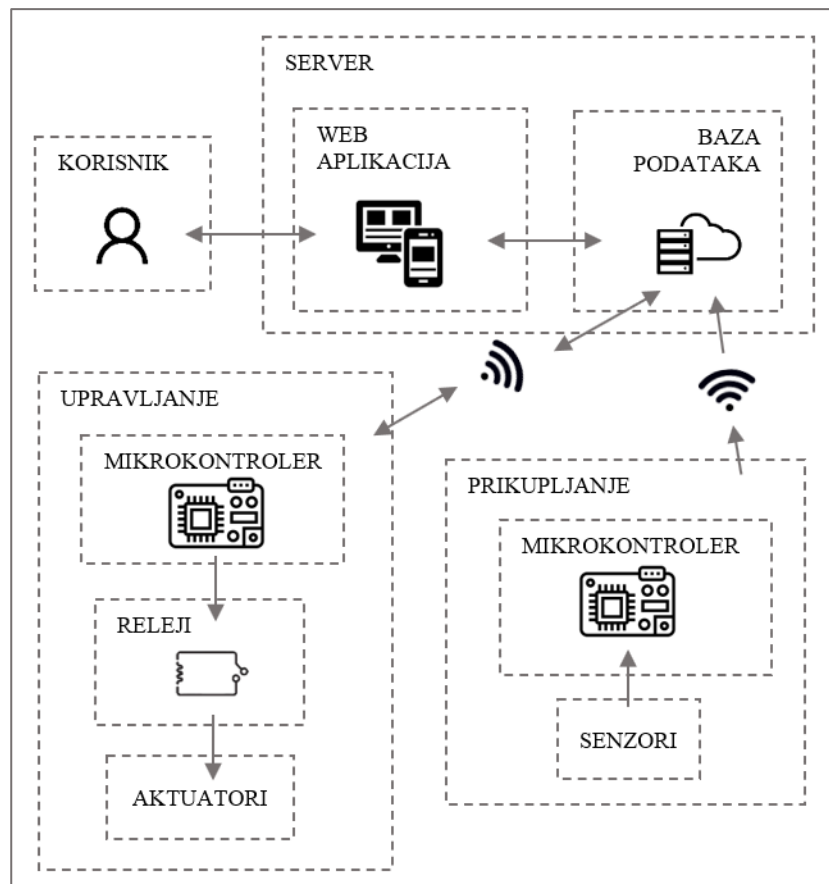 SERVER
WEB
APLIKACIJA
BAZA
PODATAKA
KORISNIK
UPRAVLJANJE
MIKROKONTROLER
RELEJI
AKTUATORI
PRIKUPLJANJE
MIKROKONTROLER
SENZORI